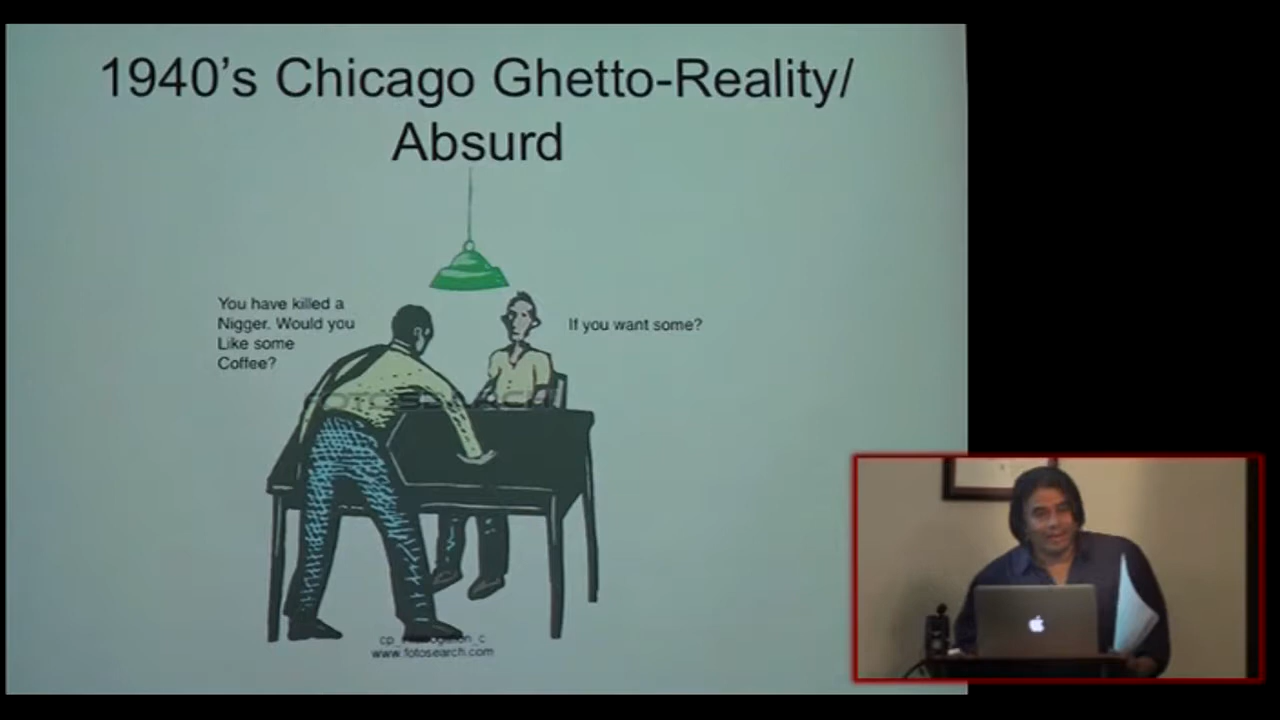 1940's Chicago Ghetto-Reality/
Absurd
You have killed a
Nigger. Would you
Like some
Coffee?
If you want some?
FOTOSEARCH
www.fotosearch.com